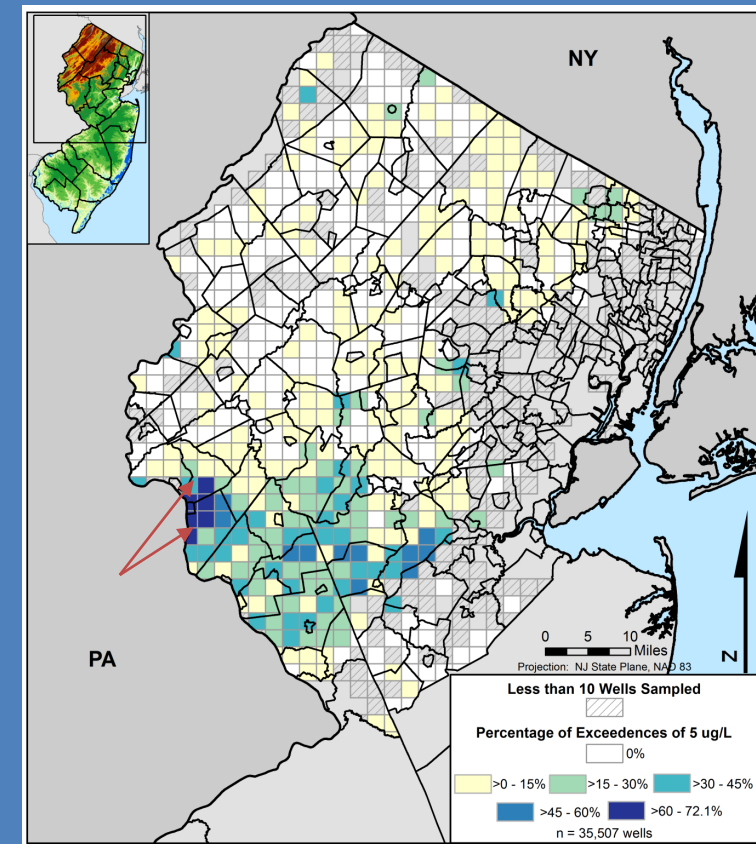 NY
PA
0 5 10
Miles
Projection: NJ State Plane, NAD 83
N
Less than 10 Wells Sampled
Percentage of Exceedences of 5 ug/L
0%
>0 - 15% >15 - 30% >30 - 45%
>45 - 60% >60 - 72.1%
n = 35,507 wells